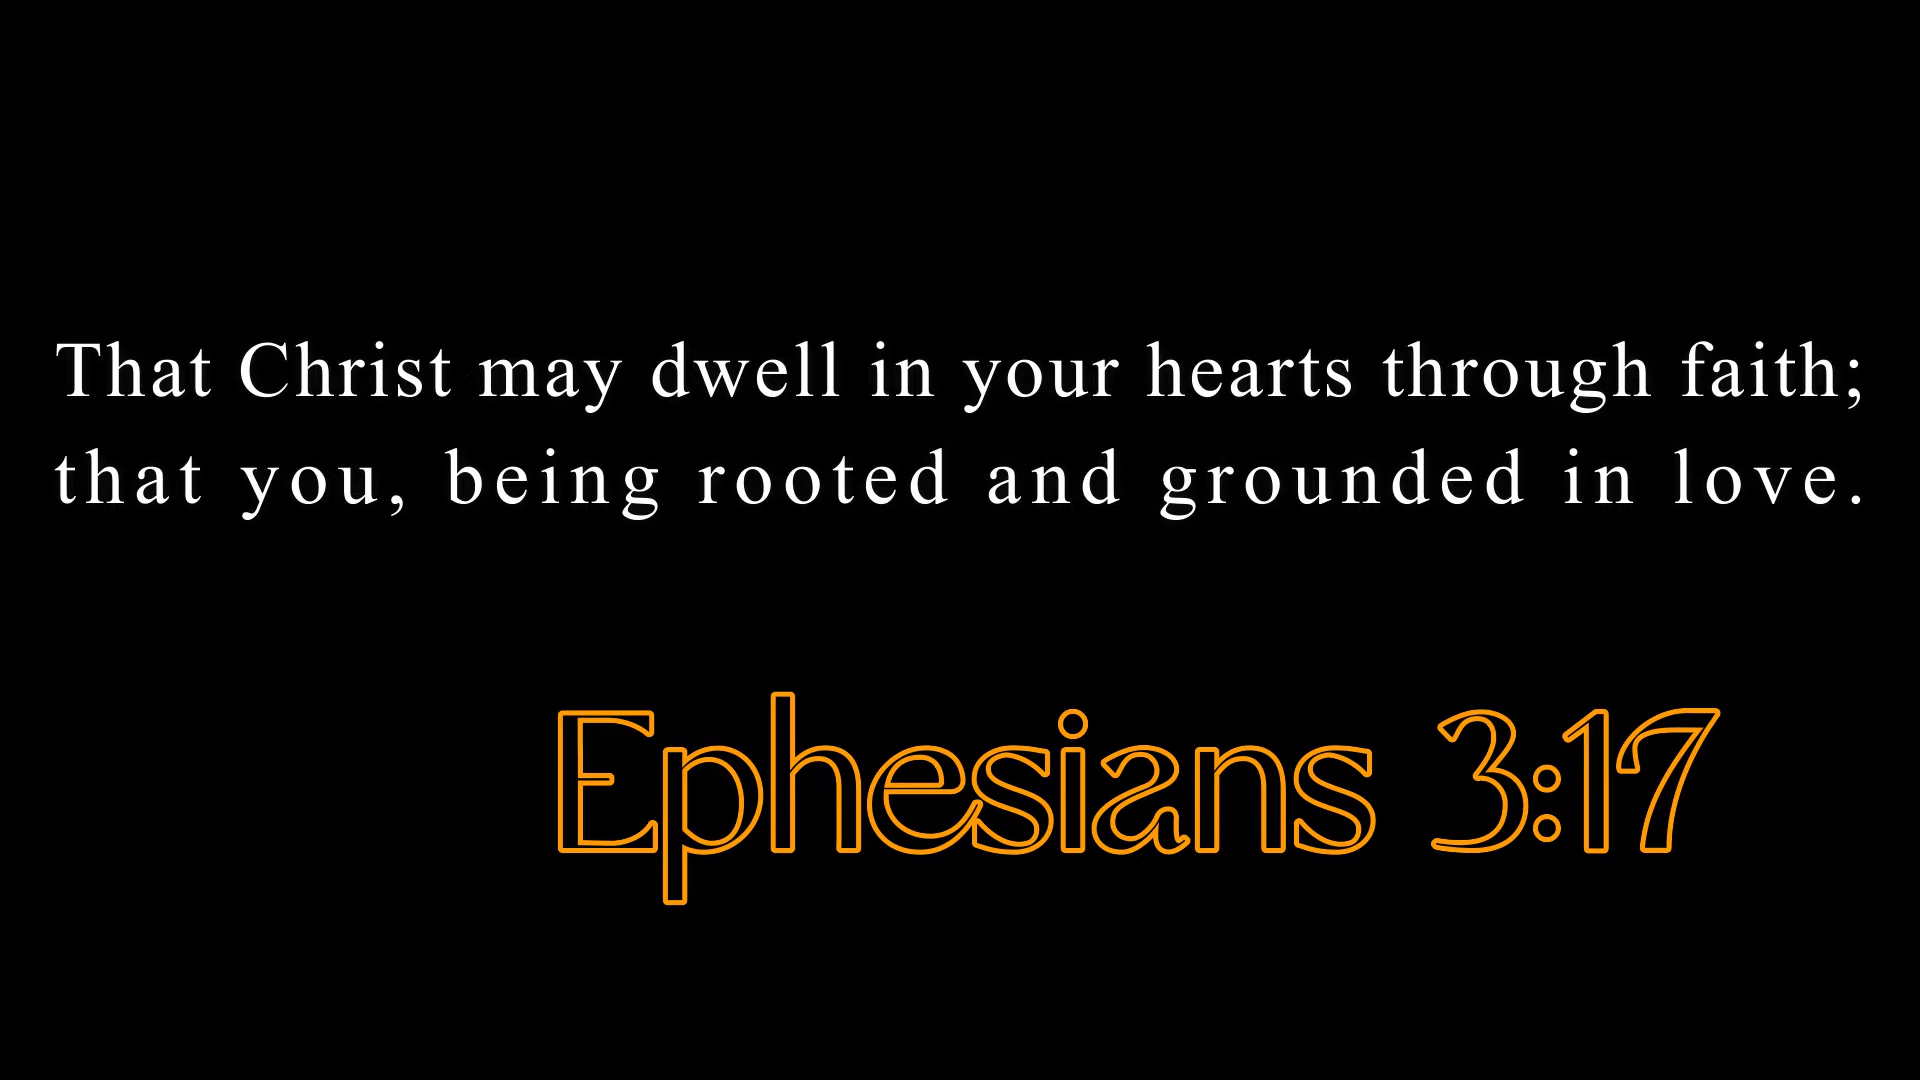 That Christ may dwell in your hearts through faith;
that you, being rooted and grounded in love.
Ephesians 3:17